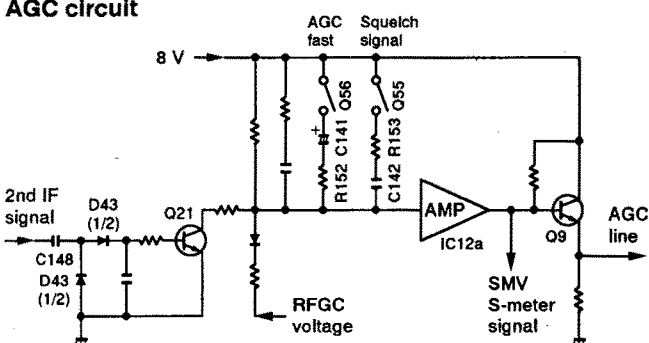 AGC circuit
AGC
fast
Squelch
signal
8 V
Q56
Q55
+
C141
R153
R152
C142
2nd IF
signal
D43
(1/2)
Q21
C148
D43
(1/2)
AMP
IC12a
Q9
AGC
line
SMV
S-meter
signal
RFGC
voltage